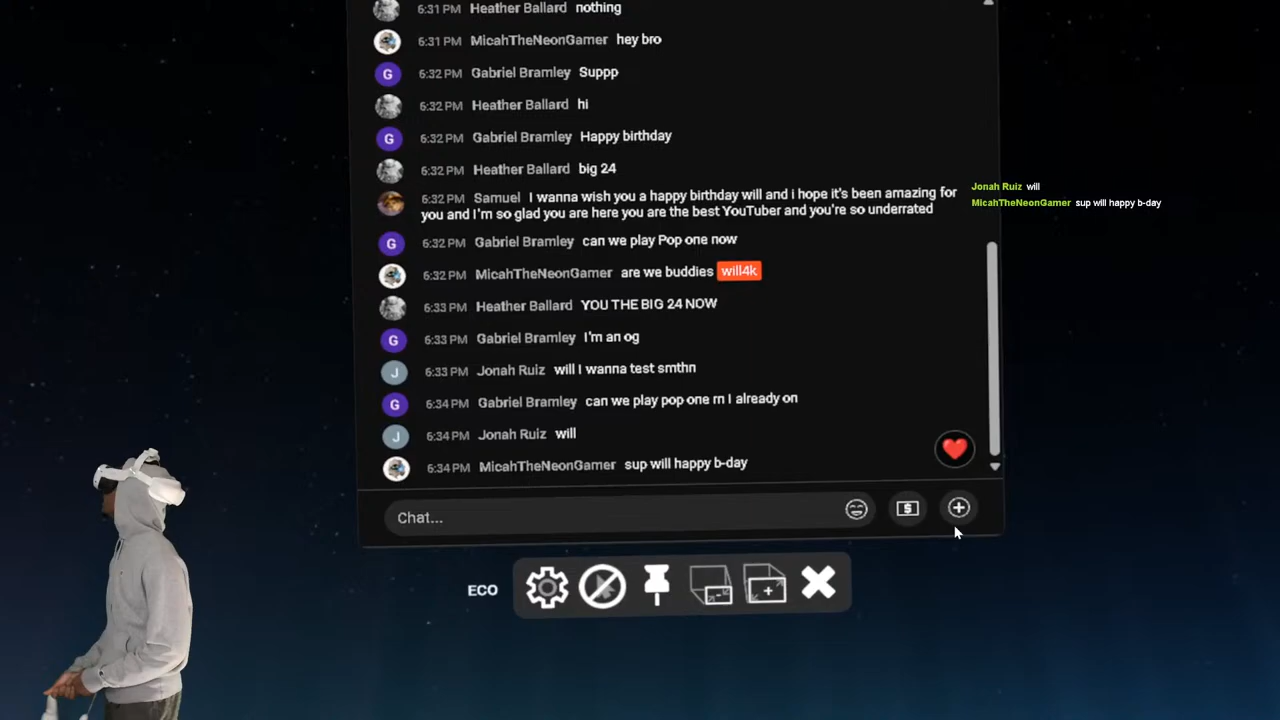 6:31 PM Heather Ballard nothing
6:31 PM MicahTheNeonGamer hey bro
6:32 PM Gabriel Bramley Suppp
6:32 PM Heather Ballard hi
6:32 PM Gabriel Bramley Happy birthday
6:32 PM Heather Ballard big 24
6:32 PM Samuel I wanna wish you a happy birthday will and i hope it's been amazing for
you and I'm so glad you are here you are the best YouTuber and you're so underrated
6:32 PM Gabriel Bramley can we play Pop one now
6:32 PM MicahTheNeonGamer are we buddies will4k
6:33 PM Heather Ballard YOU THE BIG 24 NOW
6:33 PM Gabriel Bramley I'm an og
6:33 PM Jonah Ruiz will I wanna test smthn
6:34 PM Gabriel Bramley can we play pop one rn I already on
6:34 PM Jonah Ruiz will
6:34 PM MicahTheNeonGamer sup will happy b-day
Chat...
ECO
Jonah Ruiz will
MicahTheNeonGamer sup will happy b-day
G
G
G
G
J
G
J